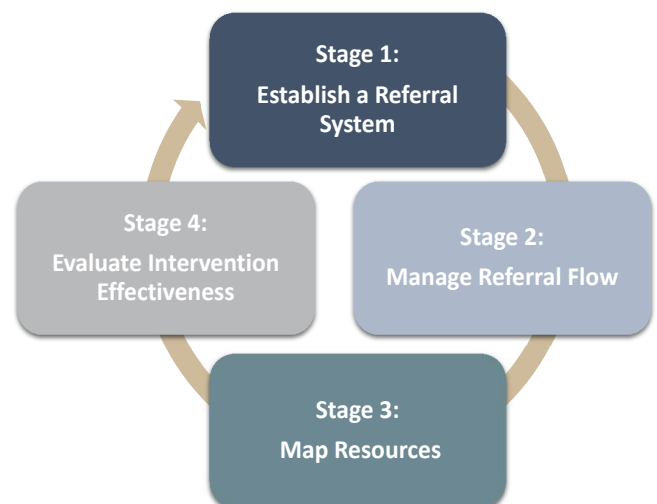 Stage 1:
Establish a Referral
System
Stage 2:
Manage Referral Flow
Stage 3:
Map Resources
Stage 4:
Evaluate Intervention
Effectiveness